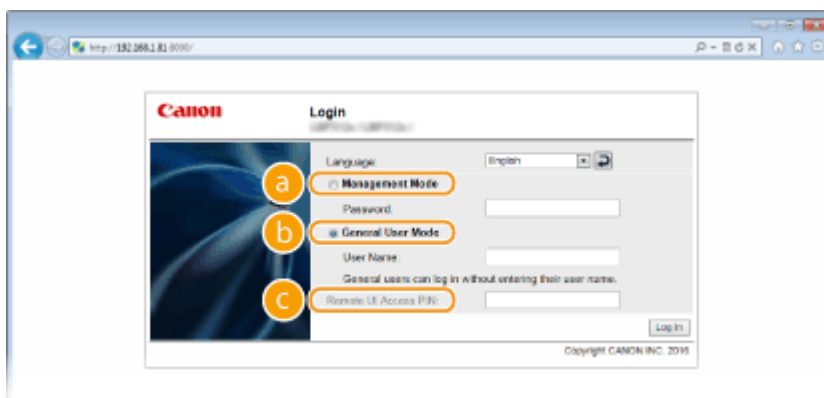 http://192.168.1.81:8000/
Canon
Login
Language:
English
a
Management Mode
Password:
b
General User Mode
User Name:
General users can log in without entering their user name.
c
Remote UI Access PIN:
Log In
Copyright CANON INC. 2016